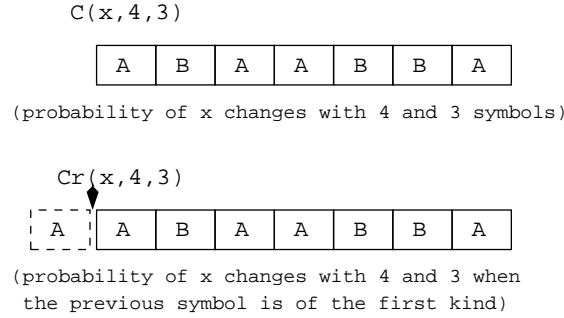 C(x,4,3)
A B A A B B A
(probability of x changes with 4 and 3 symbols)
Cr(x,4,3)
A A B A A B B A
(probability of x changes with 4 and 3 when
the previous symbol is of the first kind)